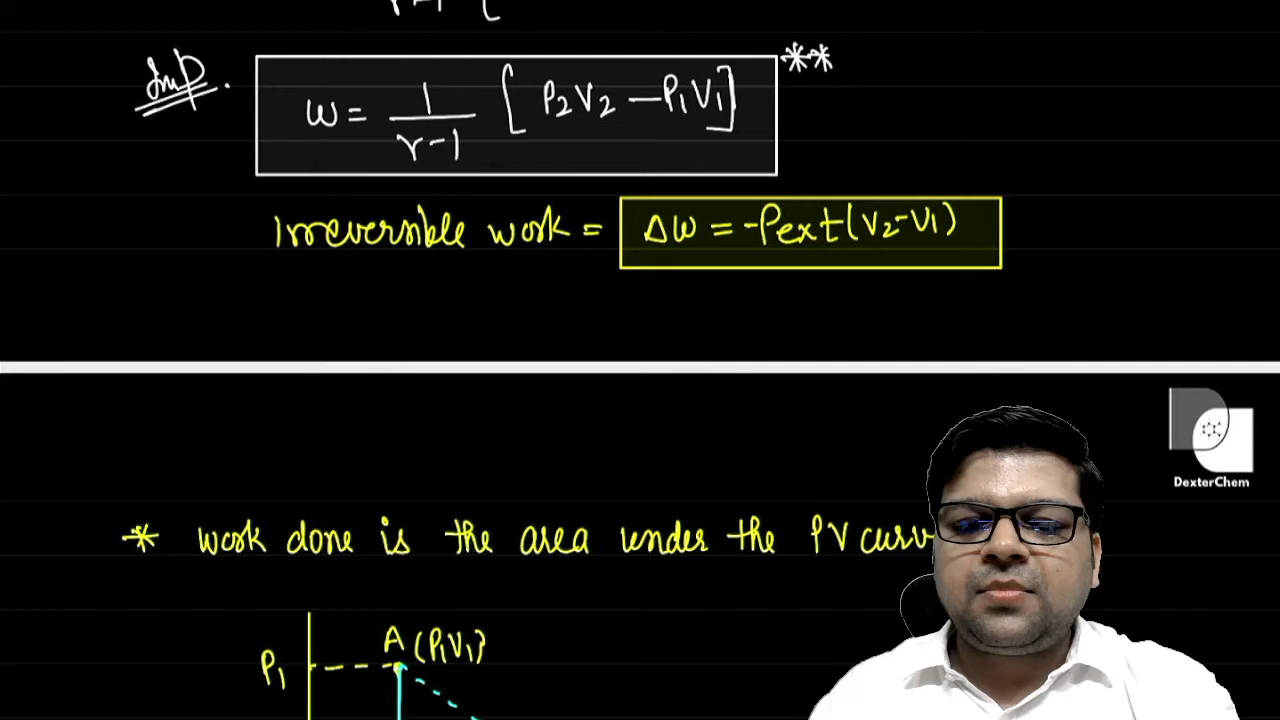 Imp.
W = 1/(γ-1) [P2V2 - P1V1] **
Irreversible work = ΔW = -Pext(V2-V1)
DexterChem
* work done is the area under the PV curv
A (P1V1)
P1